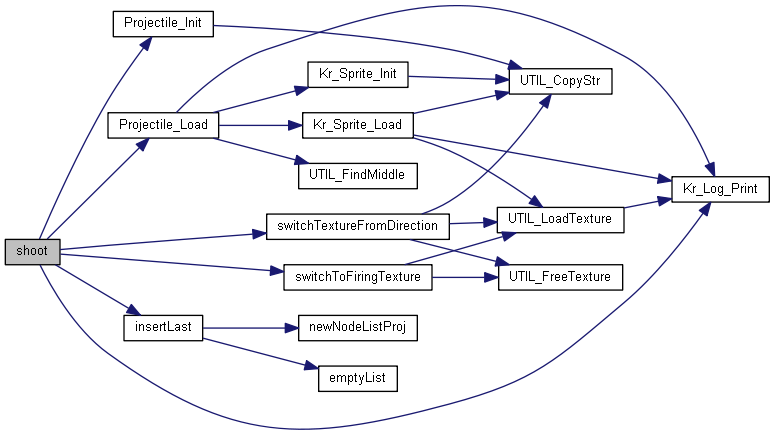 Projectile_Init
Kr_Sprite_Init
UTIL_CopyStr
Projectile_Load
Kr_Sprite_Load
UTIL_FindMiddle
Kr_Log_Print
switchTextureFromDirection
UTIL_LoadTexture
shoot
switchToFiringTexture
UTIL_FreeTexture
insertLast
newNodeListProj
emptyList